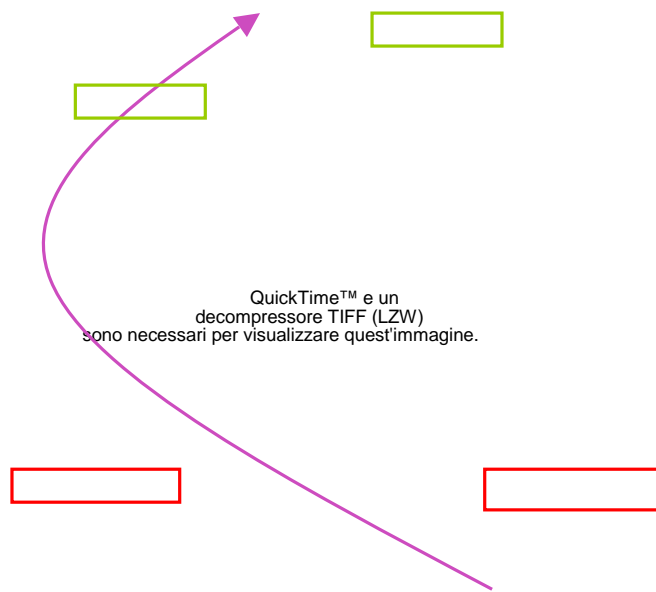 QuickTime™ e un
decompressore TIFF (LZW)
sono necessari per visualizzare quest'immagine.